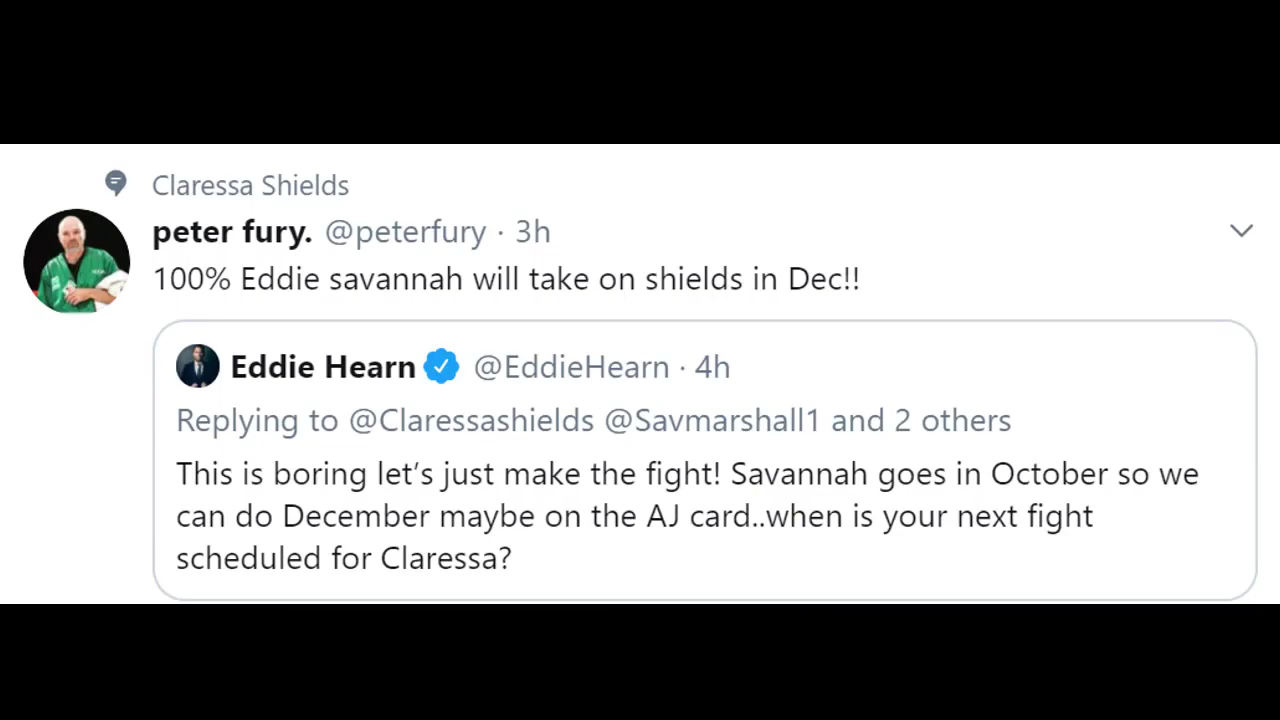 Claressa Shields
peter fury. @peterfury · 3h
100% Eddie savannah will take on shields in Dec!!
Eddie Hearn @EddieHearn · 4h
Replying to @Claressashields @Savmarshall1 and 2 others
This is boring let’s just make the fight! Savannah goes in October so we
can do December maybe on the AJ card..when is your next fight
scheduled for Claressa?